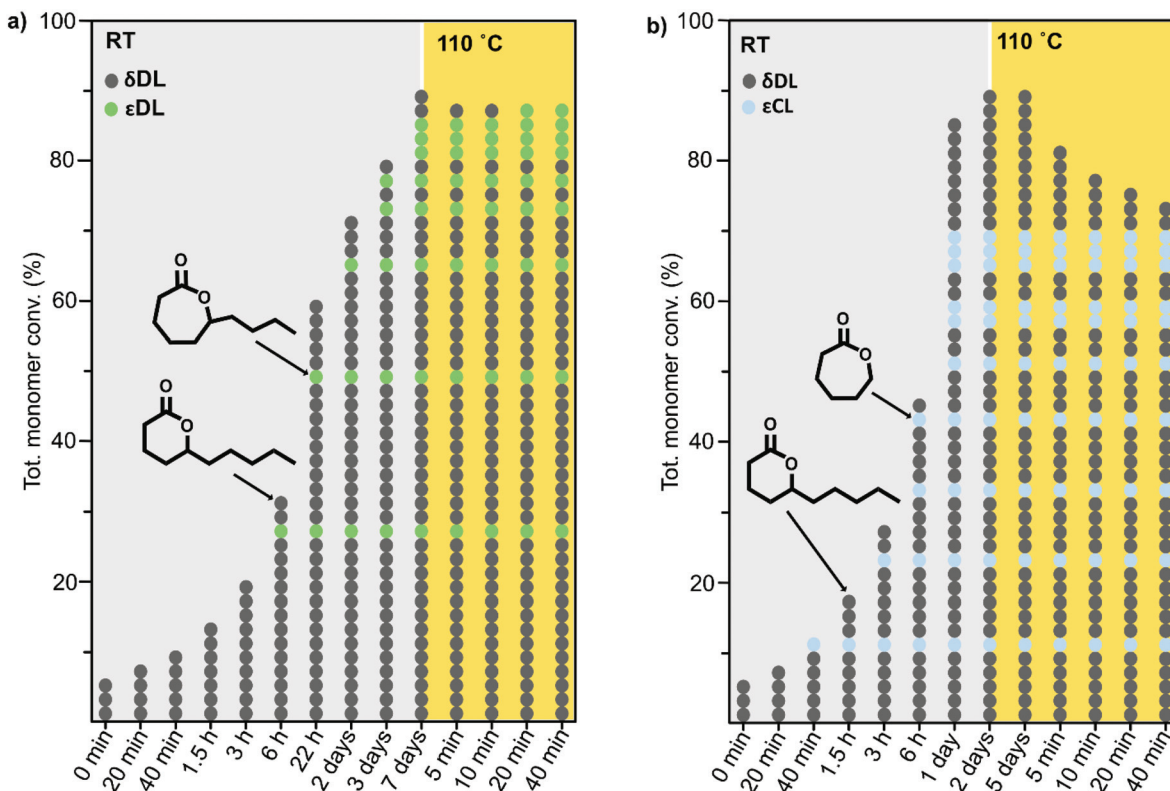 a)
RT
110 ˚C
δDL
εDL
Tot. monomer conv. (%)
100
80
60
40
20
O
O
O
O
0 min
20 min
40 min
1.5 h
3 h
6 h
22 h
2 days
3 days
7 days
5 min
10 min
20 min
40 min
b)
RT
110 ˚C
δDL
εCL
Tot. monomer conv. (%)
100
80
60
40
20
O
O
O
O
0 min
20 min
40 min
1.5 h
3 h
6 h
1 day
2 days
5 days
5 min
10 min
20 min
40 min